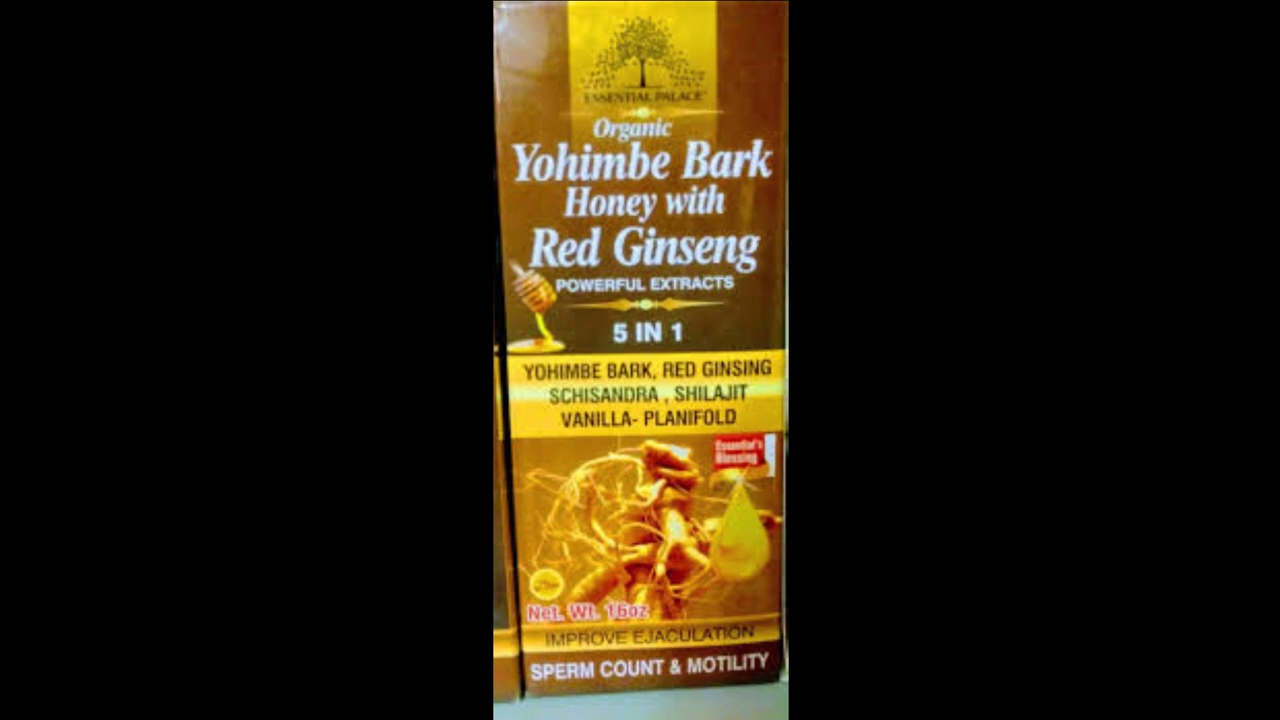 ESSENTIAL PALACE
Organic
Yohimbe Bark
Honey with
Red Ginseng
POWERFUL EXTRACTS
5 IN 1
YOHIMBE BARK, RED GINSING
SCHISANDRA , SHILAJIT
VANILLA- PLANIFOLD
Essential's
Blessing
Net. Wt. 16oz
IMPROVE EJACULATION
SPERM COUNT & MOTILITY